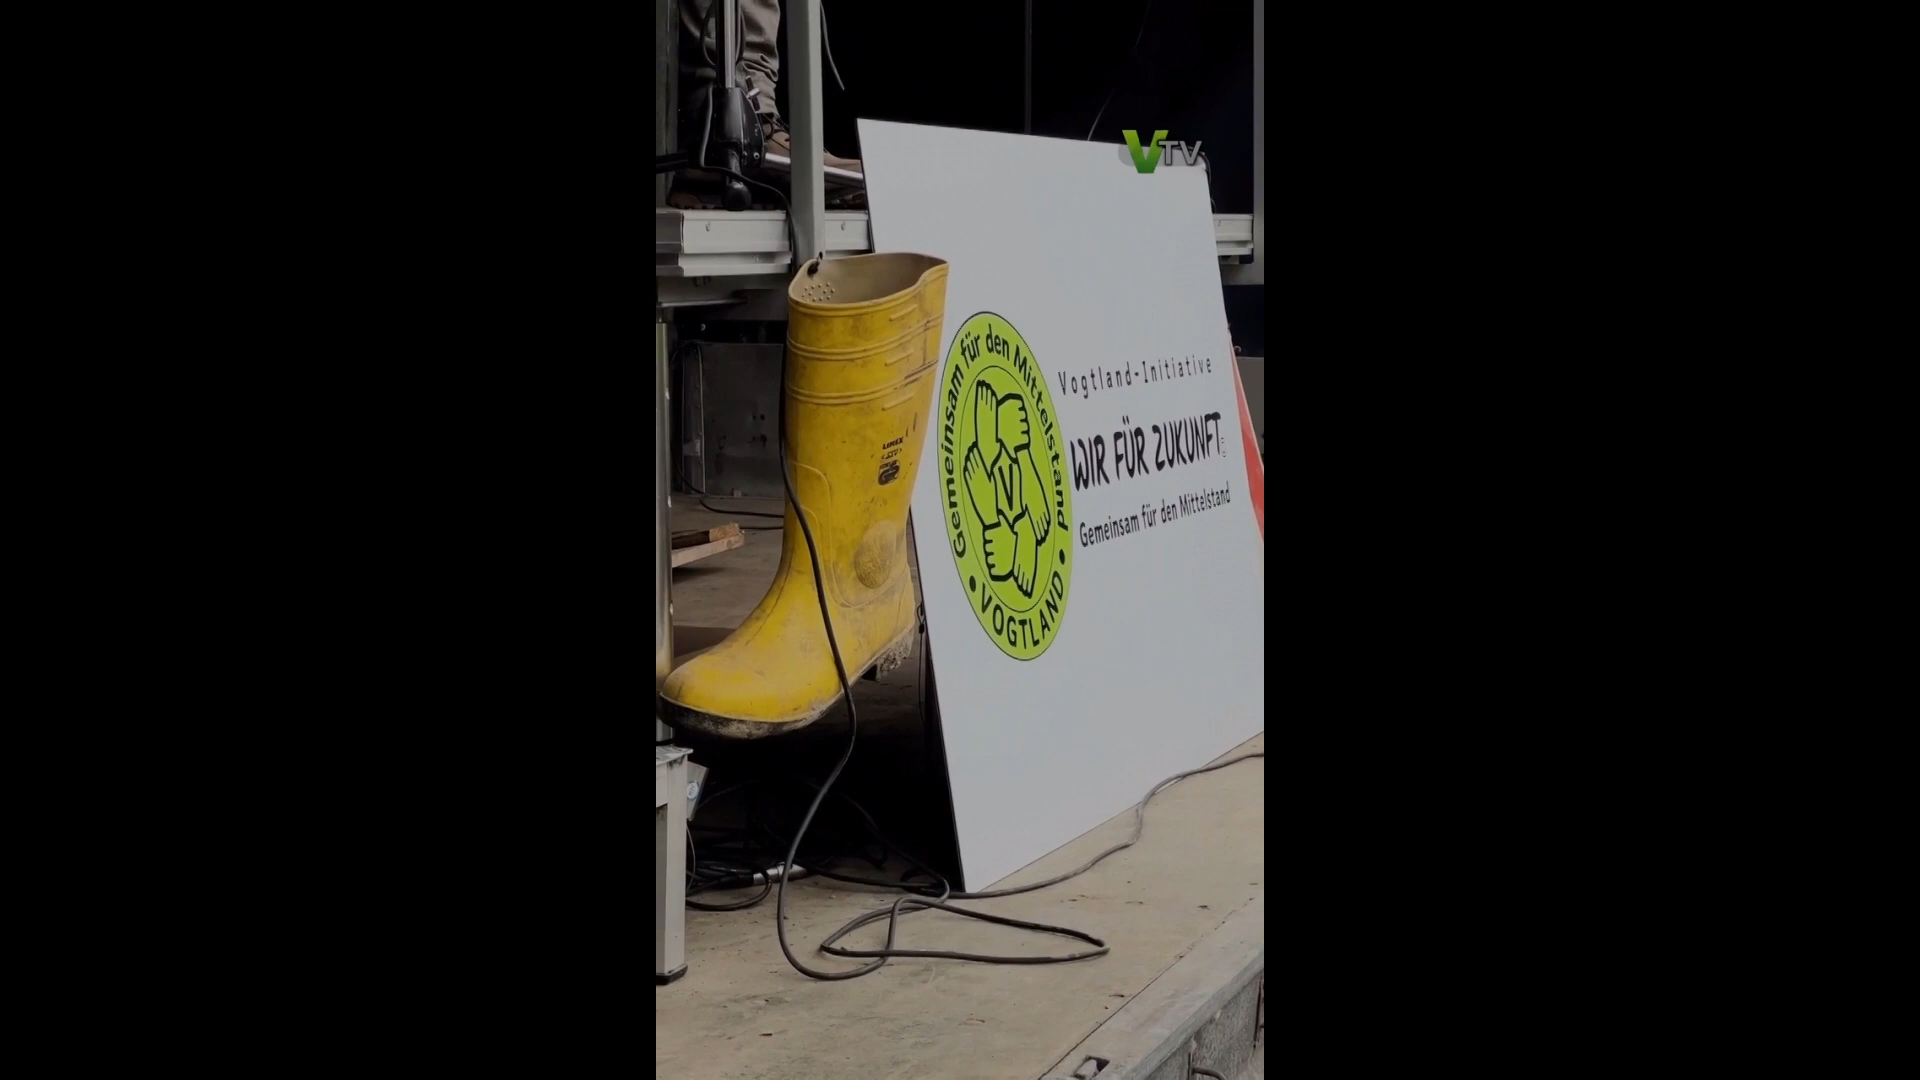 VTV
Gemeinsam für den Mittelstand
• VOGTLAND •
V
Vogtland-Initiative
WIR FÜR ZUKUNFT
Gemeinsam für den Mittelstand